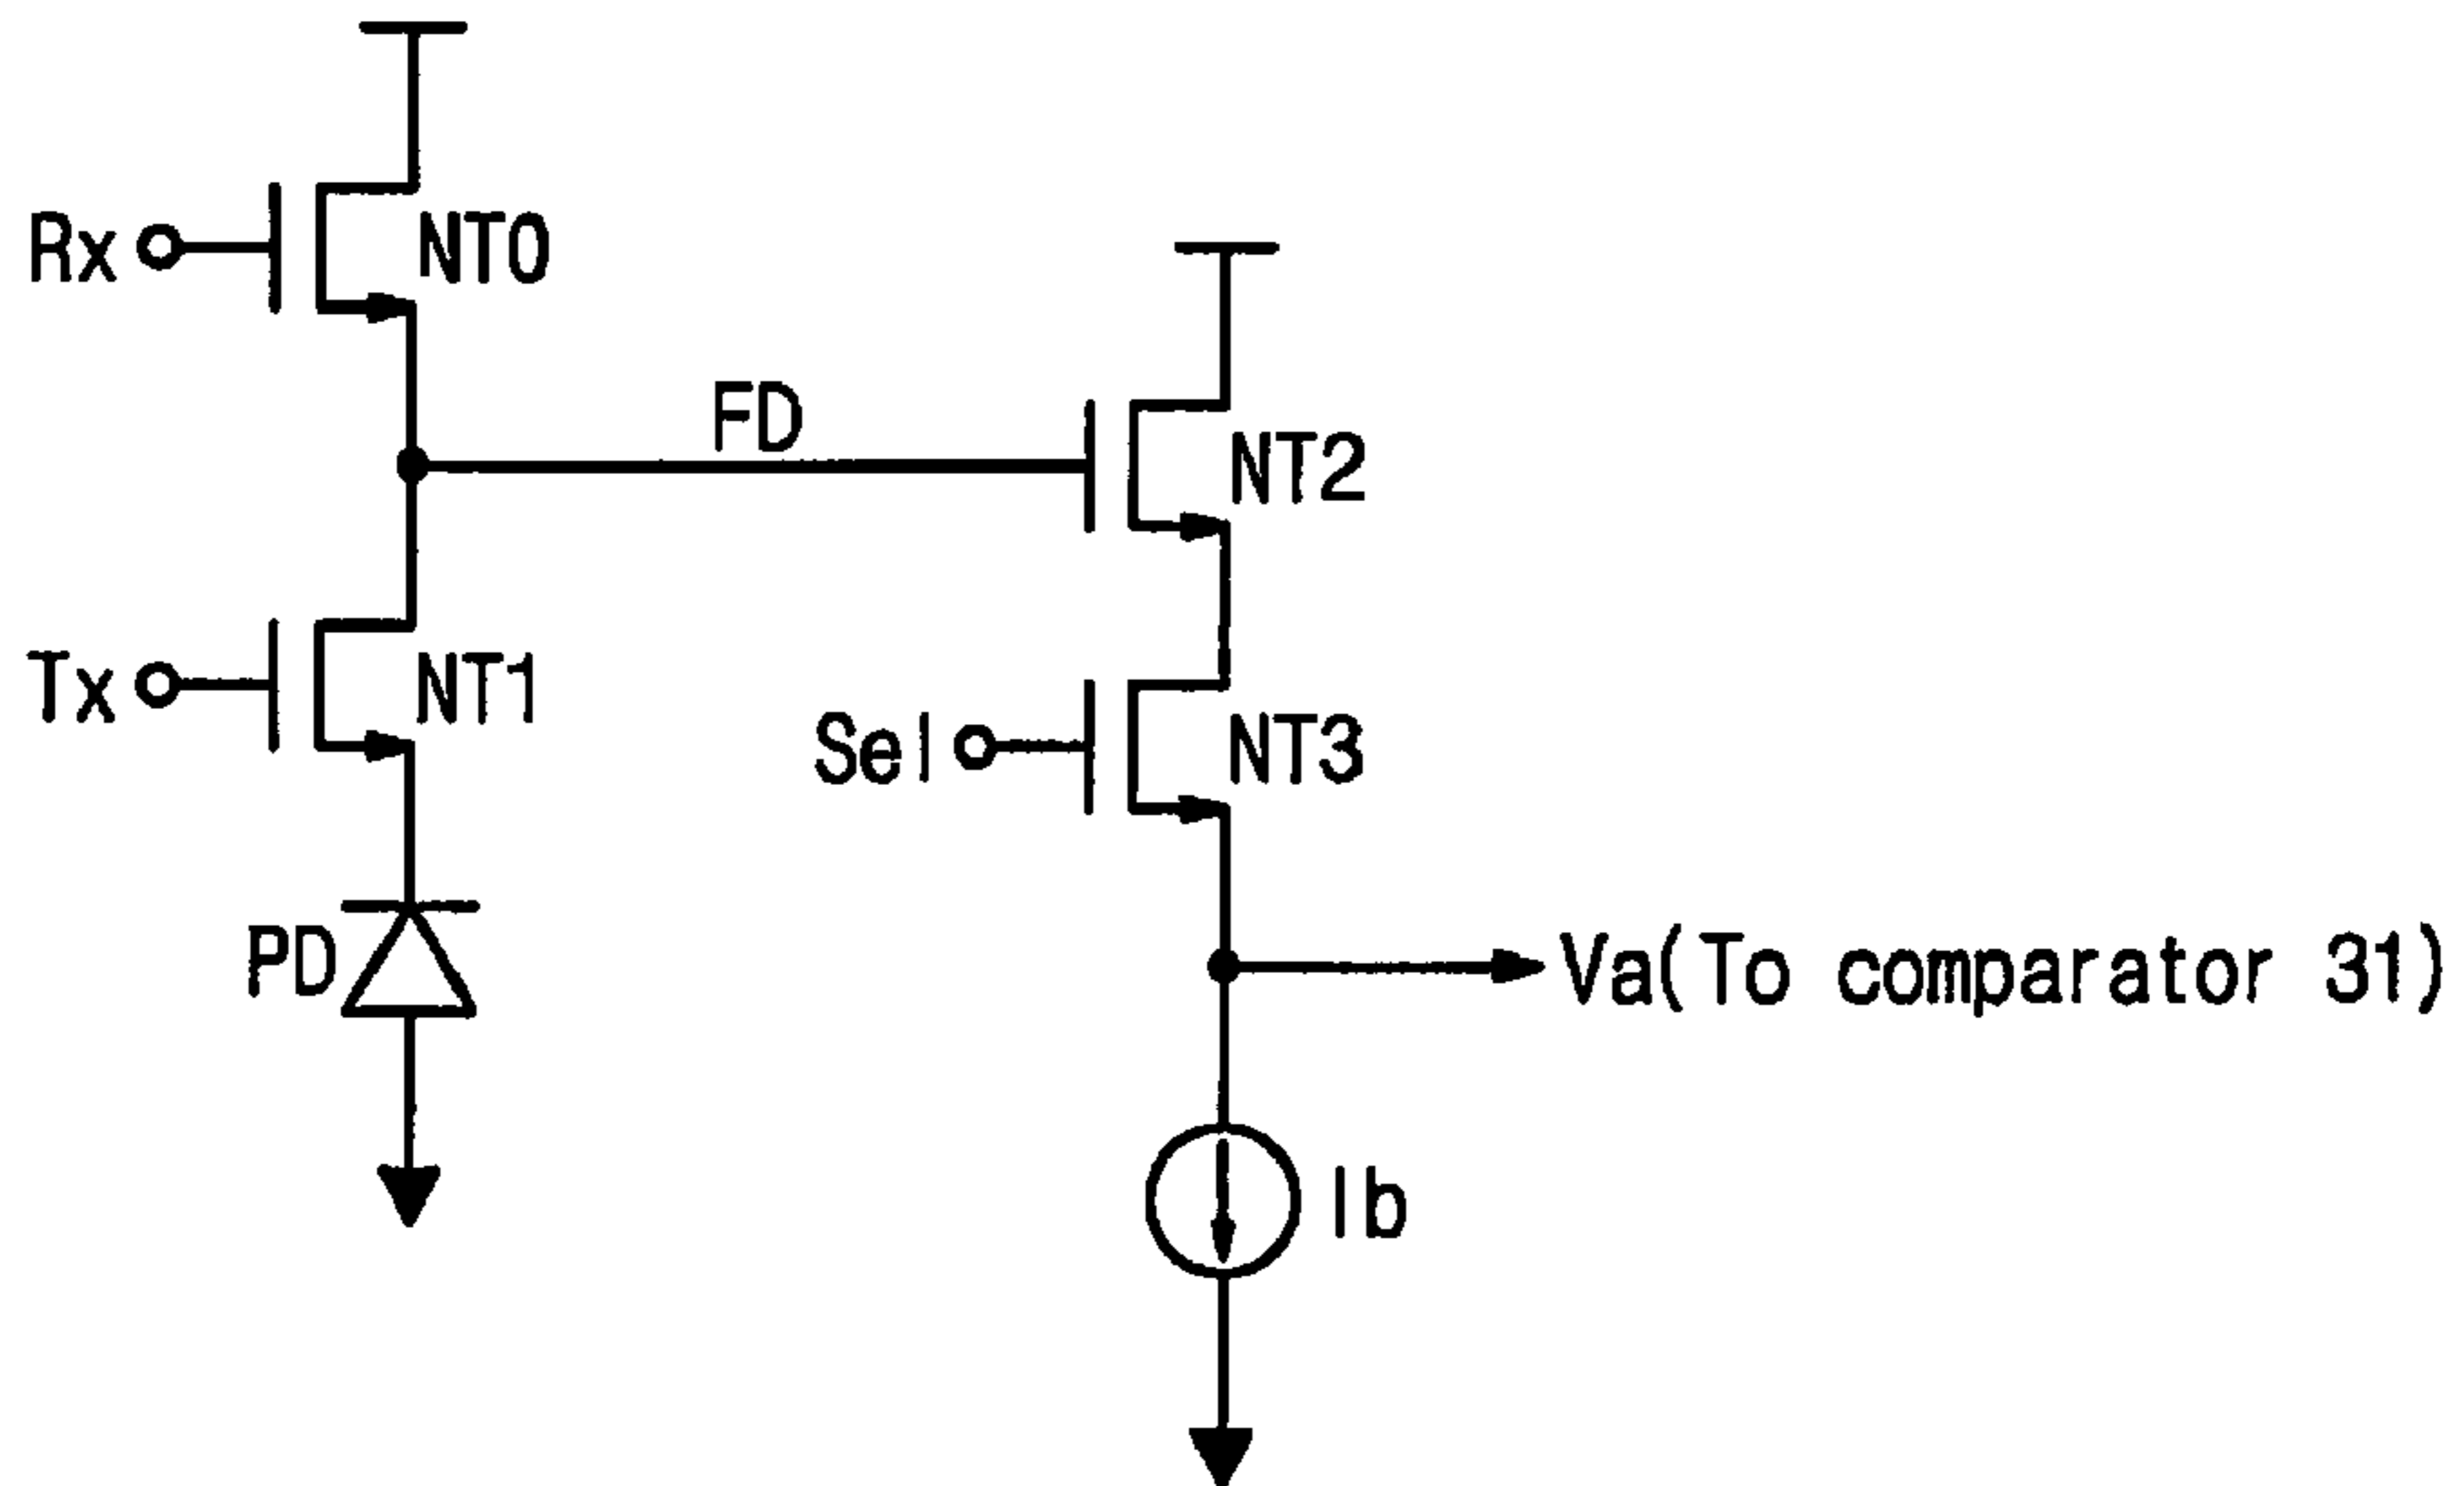 Rx
NT0
FD
NT2
Tx
NT1
Sel
NT3
PD
Va(To comparator 31)
Ib